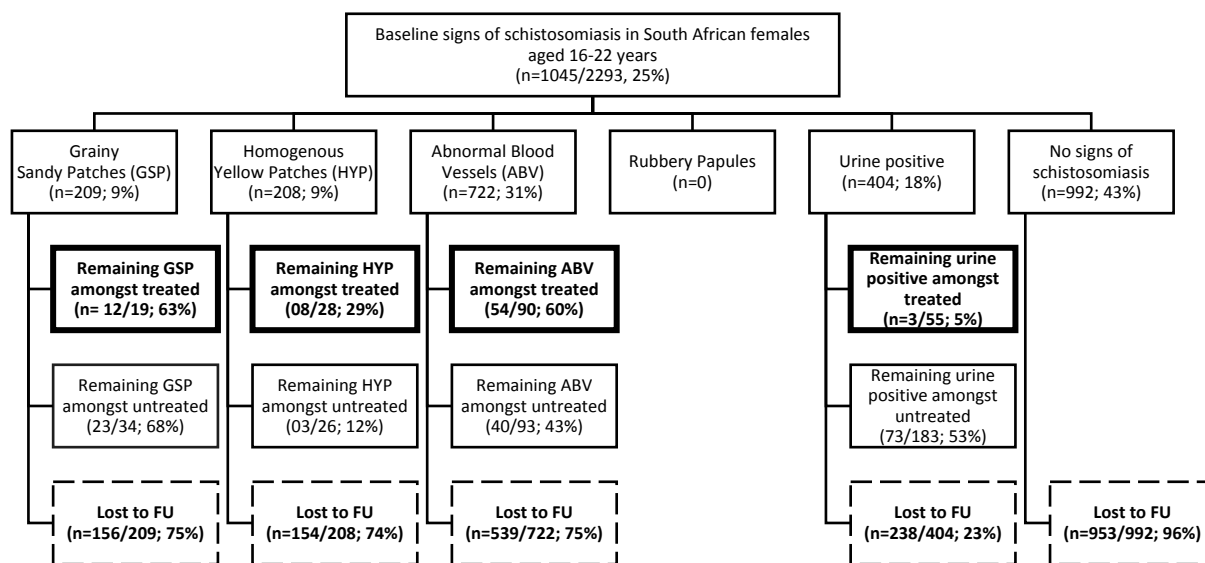 Baseline signs of schistosomiasis in South African females
aged 16-22 years
(n=1045/2293, 25%)
Grainy
Sandy Patches (GSP)
(n=209; 9%)
Homogenous
Yellow Patches (HYP)
(n=208; 9%)
Abnormal Blood
Vessels (ABV)
(n=722; 31%)
Rubbery Papules
(n=0)
Urine positive
(n=404; 18%)
No signs of
schistosomiasis
(n=992; 43%)
Remaining GSP
amongst treated
(n= 12/19; 63%)
Remaining HYP
amongst treated
(08/28; 29%)
Remaining ABV
amongst treated
(54/90; 60%)
Remaining urine
positive amongst
treated
(n=3/55; 5%)
Remaining GSP
amongst untreated
(23/34; 68%)
Remaining HYP
amongst untreated
(03/26; 12%)
Remaining ABV
amongst untreated
(40/93; 43%)
Remaining urine
positive amongst
untreated
(73/183; 53%)
Lost to FU
(n=156/209; 75%)
Lost to FU
(n=154/208; 74%)
Lost to FU
(n=539/722; 75%)
Lost to FU
(n=238/404; 23%)
Lost to FU
(n=953/992; 96%)